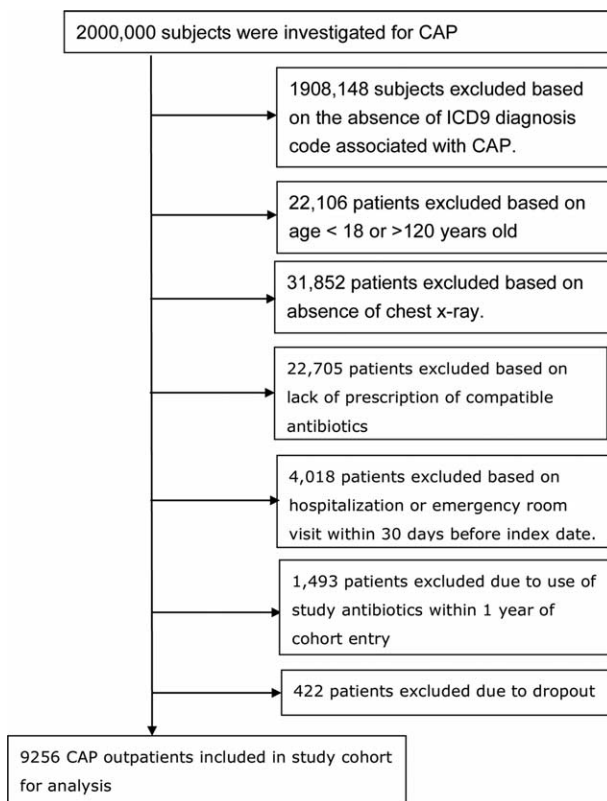 2000,000 subjects were investigated for CAP
1908,148 subjects excluded based
on the absence of ICD9 diagnosis
code associated with CAP.
22,106 patients excluded based on
age < 18 or >120 years old
31,852 patients excluded based on
absence of chest x-ray.
22,705 patients excluded based on
lack of prescription of compatible
antibiotics
4,018 patients excluded based on
hospitalization or emergency room
visit within 30 days before index date.
1,493 patients excluded due to use of
study antibiotics within 1 year of
cohort entry
422 patients excluded due to dropout
9256 CAP outpatients included in study cohort
for analysis